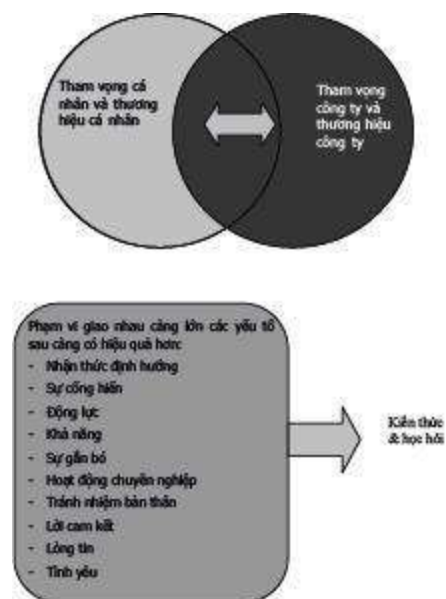 Tham vọng cá
nhân và thương
hiệu cá nhân
Tham vọng
công ty và
thương hiệu
công ty
Phạm vi giao nhau càng lớn các yếu tố
sau càng có hiệu quả hơn:
- Nhận thức định hướng
- Sự cống hiến
- Động lực
- Khả năng
- Sự gắn bó
- Hoạt động chuyên nghiệp
- Tránh nhiệm bản thân
- Lời cam kết
- Lòng tin
- Tình yêu
Kiến thức
& học hỏi